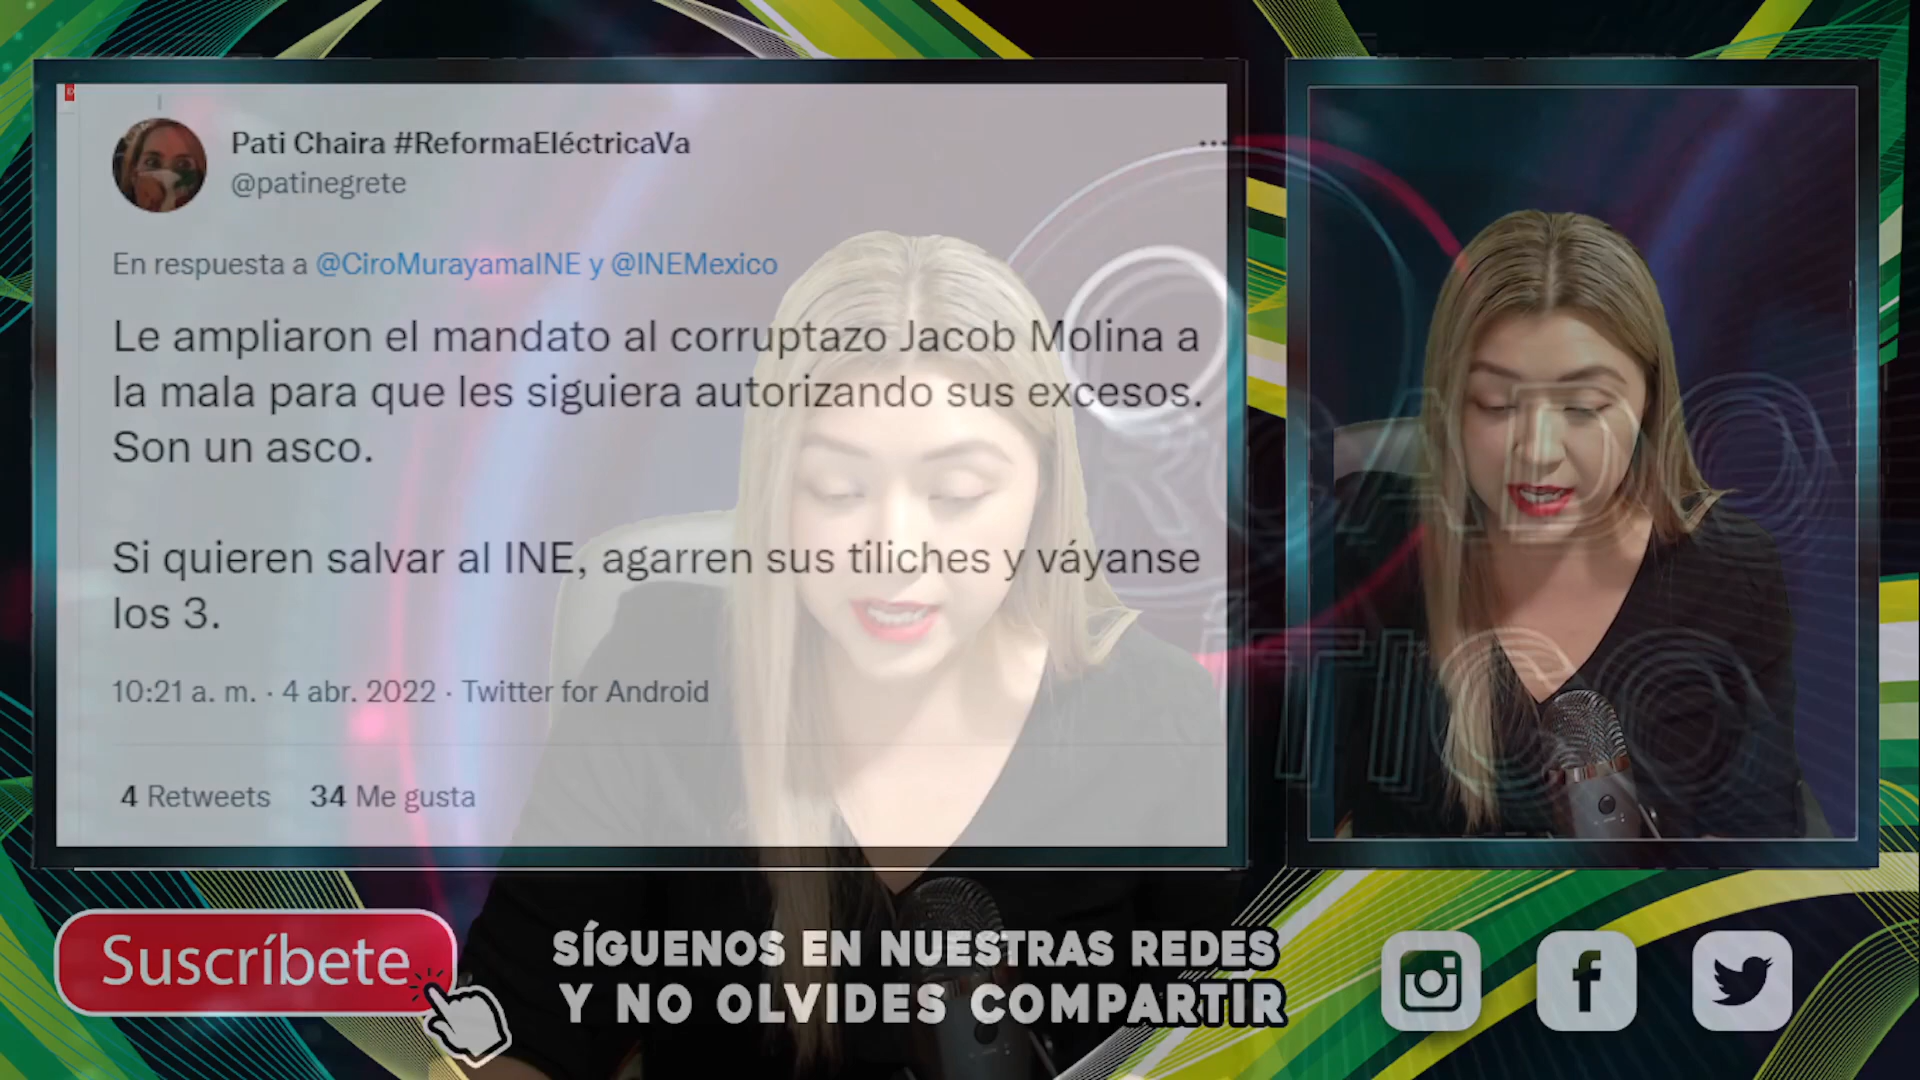 Pati Chaira #ReformaEléctricaVa
@patinegrete
En respuesta a @CiroMurayamaINE y @INEMexico
Le ampliaron el mandato al corruptazo Jacob Molina a
la mala para que les siguiera autorizando sus excesos.
Son un asco.
Si quieren salvar al INE, agarren sus tiliches y váyanse
los 3.
10:21 a. m. · 4 abr. 2022 · Twitter for Android
4 Retweets 34 Me gusta
Suscríbete
SÍGUENOS EN NUESTRAS REDES
Y NO OLVIDES COMPARTIR